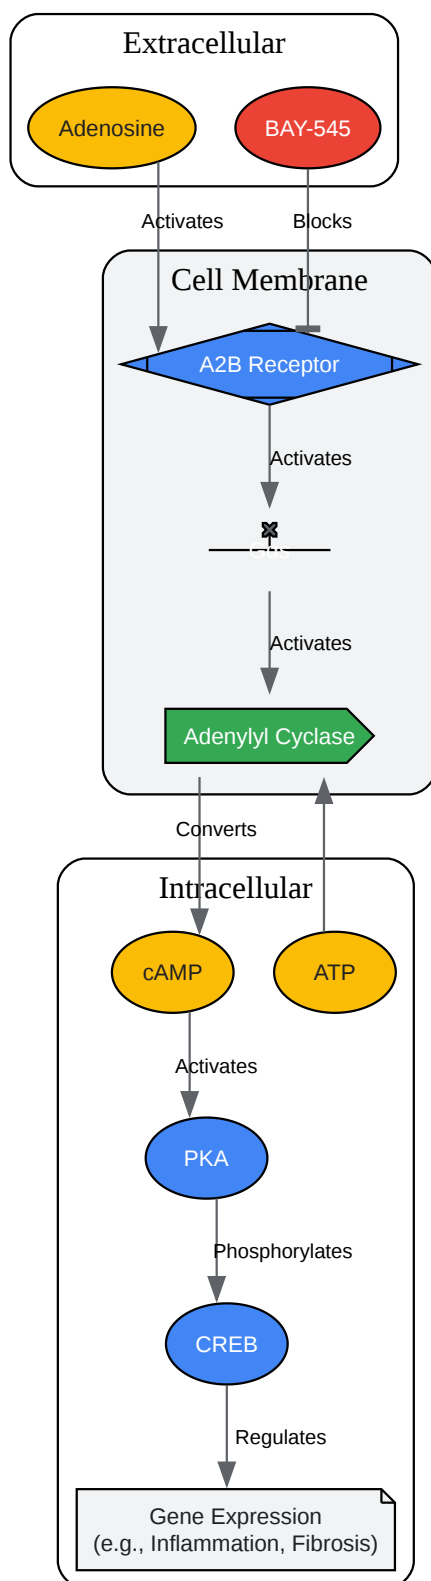 Extracellular
Adenosine
BAY-545
Activates
Blocks
Cell Membrane
A2B Receptor
Activates
Activates
Adenylyl Cyclase
Converts
Intracellular
cAMP
ATP
Activates
PKA
Phosphorylates
CREB
Regulates
Gene Expression
(e.g., Inflammation, Fibrosis)